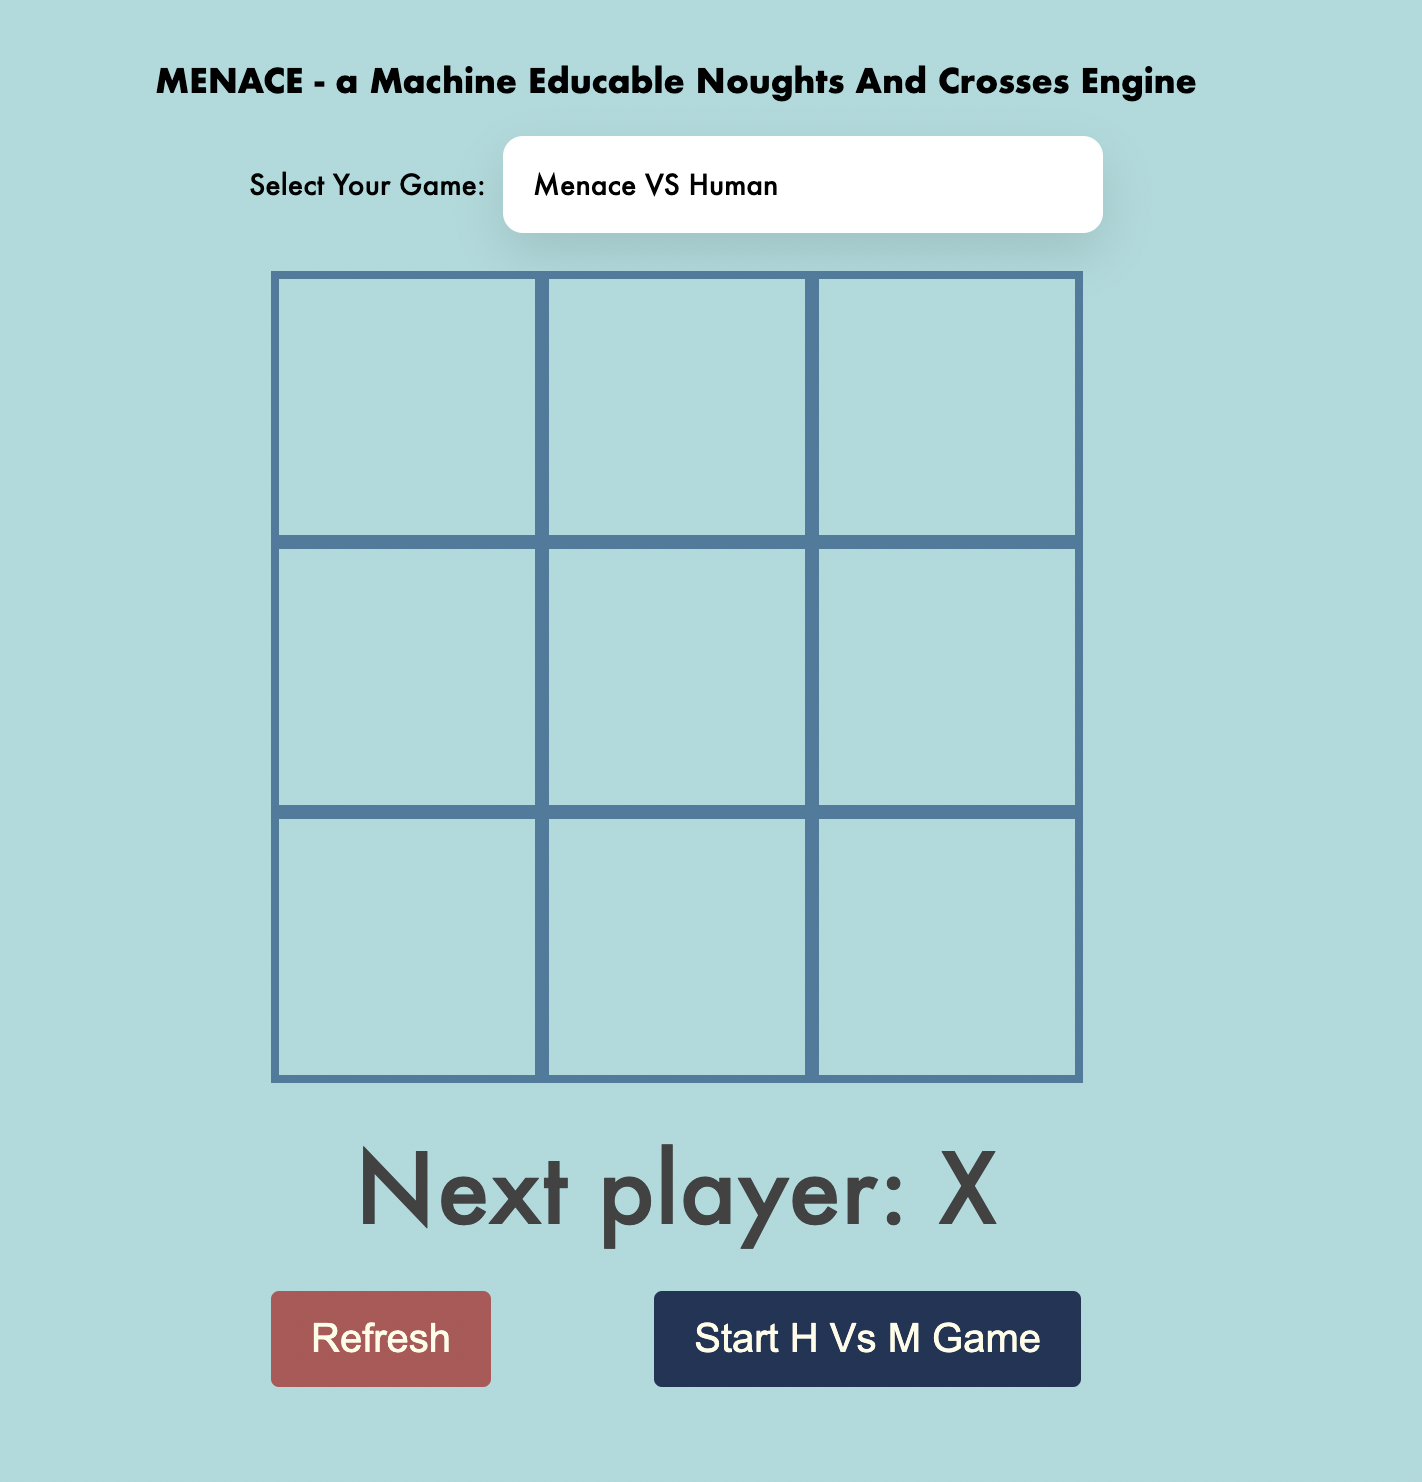 MENACE - a Machine Educable Noughts And Crosses Engine
Select Your Game: Menace VS Human
Next player: X
Refresh Start H Vs M Game